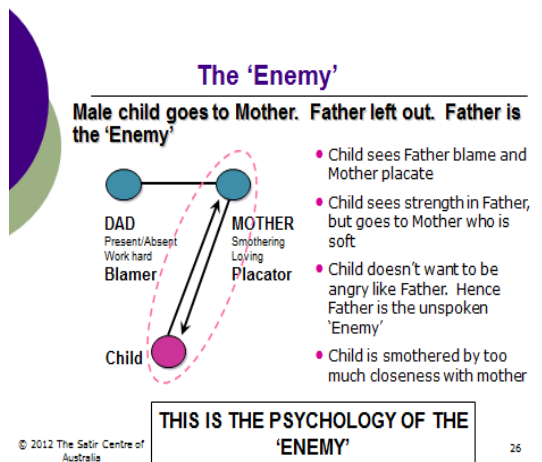 The ‘Enemy’
Male child goes to Mother. Father left out. Father is
the ‘Enemy’
DAD
Present/Absent
Work hard
Blamer
MOTHER
Smothering
Loving
Placator
Child
• Child sees Father blame and
Mother placate
• Child sees strength in Father,
but goes to Mother who is
soft
• Child doesn’t want to be
angry like Father. Hence
Father is the unspoken
‘Enemy’
• Child is smothered by too
much closeness with mother
THIS IS THE PSYCHOLOGY OF THE
‘ENEMY’
© 2012 The Satir Centre of
Australia
26